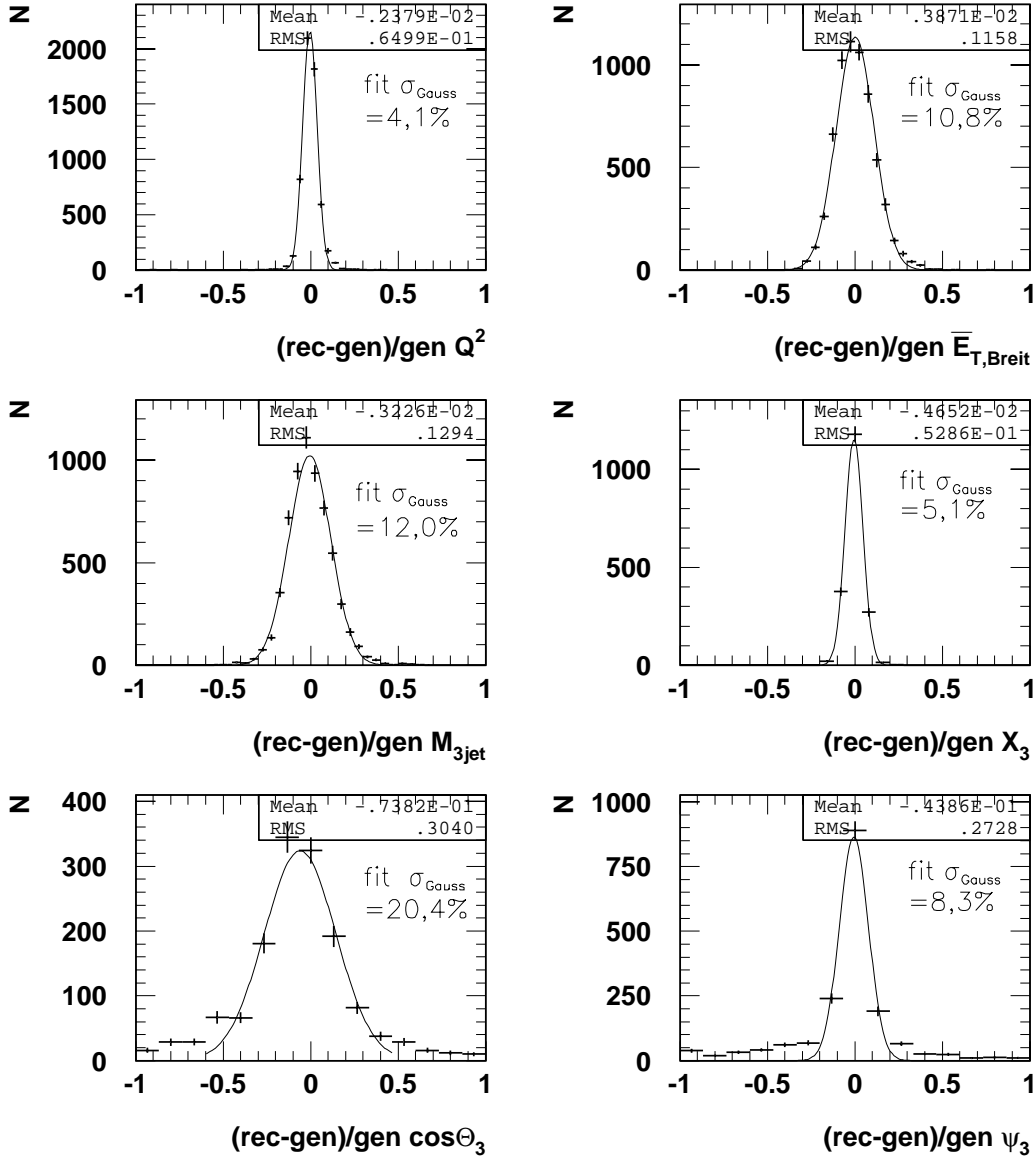 N
Mean -.2379E-02
RMS .6499E-01
fit σGauss
=4,1%
2000
1500
1000
500
0
-1 -0.5 0 0.5 1
(rec-gen)/gen Q²
N
Mean .3871E-02
RMS .1158
fit σGauss
=10,8%
1000
500
0
-1 -0.5 0 0.5 1
(rec-gen)/gen E̅T,Breit
N
Mean -.3226E-02
RMS .1294
fit σGauss
=12,0%
1000
500
0
-1 -0.5 0 0.5 1
(rec-gen)/gen M3jet
N
Mean -.4652E-02
RMS .5286E-01
fit σGauss
=5,1%
1000
500
0
-1 -0.5 0 0.5 1
(rec-gen)/gen X3
N
Mean -.7382E-01
RMS .3040
fit σGauss
=20,4%
400
300
200
100
0
-1 -0.5 0 0.5 1
(rec-gen)/gen cosΘ3
N
Mean -.4386E-01
RMS .2728
fit σGauss
=8,3%
1000
750
500
250
0
-1 -0.5 0 0.5 1
(rec-gen)/gen ψ3